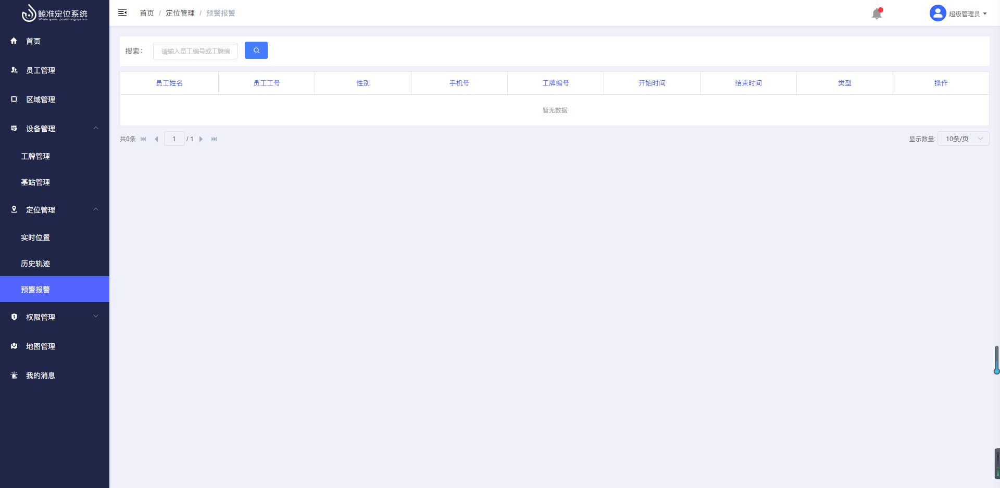 鲸准定位系统
Whale quasi - positioning system
首页
员工管理
区域管理
设备管理
工牌管理
基站管理
定位管理
实时位置
历史轨迹
预警报警
权限管理
地图管理
我的消息
首页 / 定位管理 / 预警报警
超级管理员
搜索：
请输入员工编号或工牌编
员工姓名 员工工号 性别 手机号 工牌编号 开始时间 结束时间 类型 操作
暂无数据
共0条 1 / 1
显示数量: 10条/页